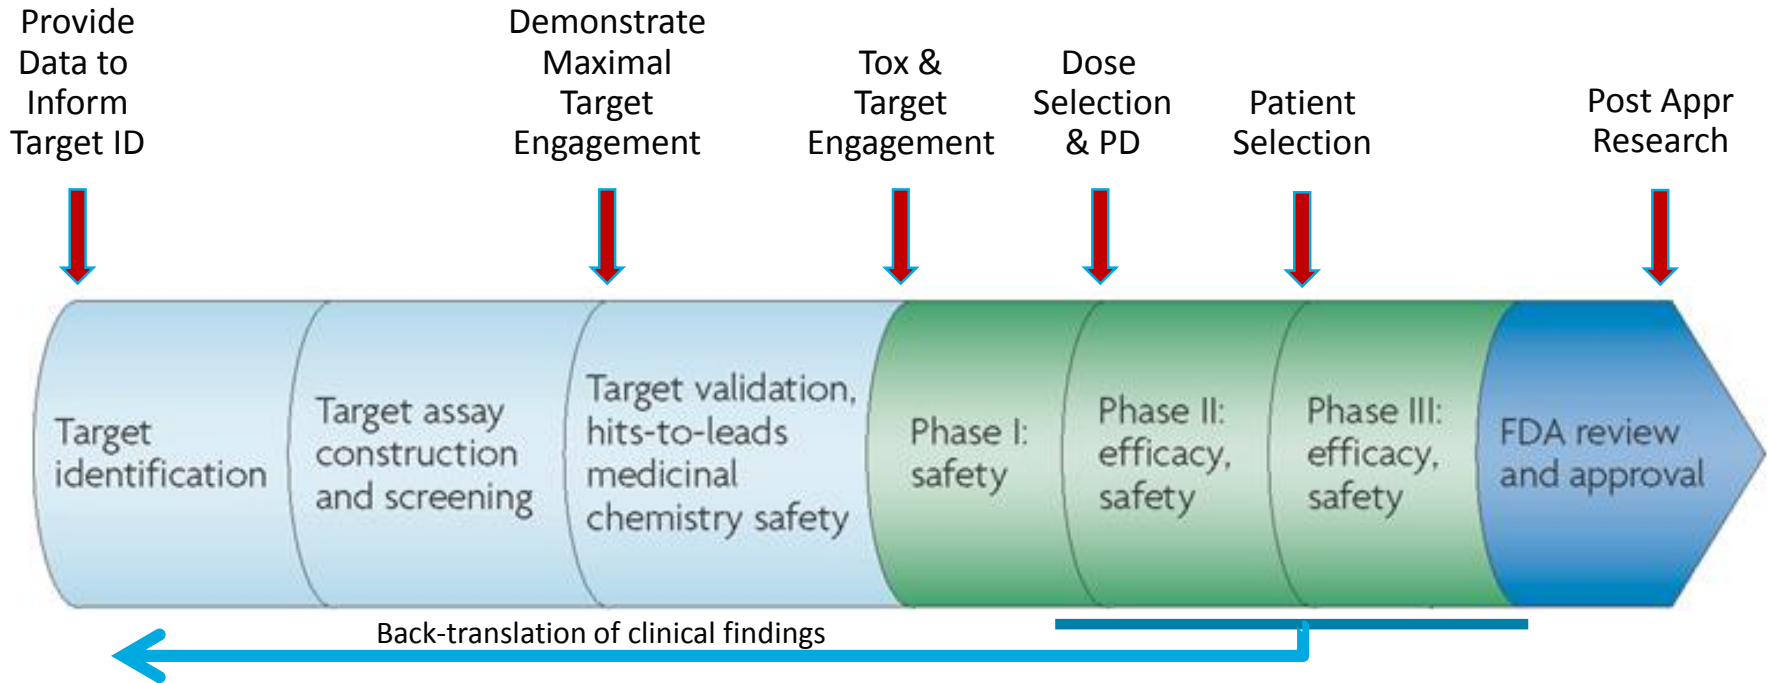 Provide
Data to
Inform
Target ID
Demonstrate
Maximal
Target
Engagement
Tox &
Target
Engagement
Dose
Selection
& PD
Patient
Selection
Post Appr
Research
Target
identification
Target assay
construction
and screening
Target validation,
hits-to-leads
medicinal
chemistry safety
Phase I:
safety
Phase II:
efficacy,
safety
Phase III:
efficacy,
safety
FDA review
and approval
Back-translation of clinical findings